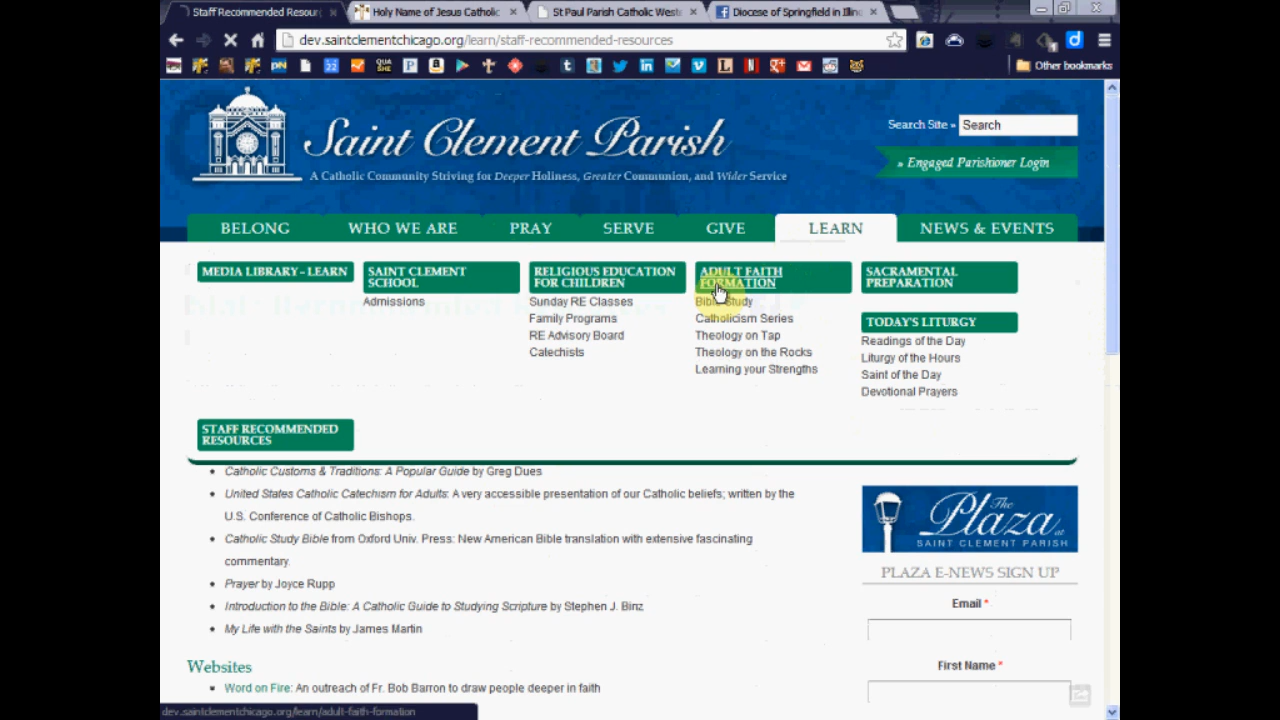 Staff Recommended Resour
Holy Name of Jesus Catholic
St Paul Parish Catholic West
Diocese of Springfield in Illin
dev.saintclementchicago.org/learn/staff-recommended-resources
Other bookmarks
Saint Clement Parish
A Catholic Community Striving for Deeper Holiness, Greater Communion, and Wider Service
Search Site »
Search
» Engaged Parishioner Login
BELONG
WHO WE ARE
PRAY
SERVE
GIVE
LEARN
NEWS & EVENTS
MEDIA LIBRARY - LEARN
SAINT CLEMENT
SCHOOL
Admissions
RELIGIOUS EDUCATION
FOR CHILDREN
Sunday RE Classes
Family Programs
RE Advisory Board
Catechists
ADULT FAITH
FORMATION
Bible Study
Catholicism Series
Theology on Tap
Theology on the Rocks
Learning your Strengths
SACRAMENTAL
PREPARATION
TODAY'S LITURGY
Readings of the Day
Liturgy of the Hours
Saint of the Day
Devotional Prayers
STAFF RECOMMENDED
RESOURCES
Catholic Customs & Traditions: A Popular Guide by Greg Dues
United States Catholic Catechism for Adults: A very accessible presentation of our Catholic beliefs; written by the
U.S. Conference of Catholic Bishops.
Catholic Study Bible from Oxford Univ. Press: New American Bible translation with extensive fascinating
commentary.
Prayer by Joyce Rupp
Introduction to the Bible: A Catholic Guide to Studying Scripture by Stephen J. Binz
My Life with the Saints by James Martin
Websites
Word on Fire: An outreach of Fr. Bob Barron to draw people deeper in faith
The
Plaza at
SAINT CLEMENT PARISH
PLAZA E-NEWS SIGN UP
Email *
First Name *
dev.saintclementchicago.org/learn/adult-faith-formation